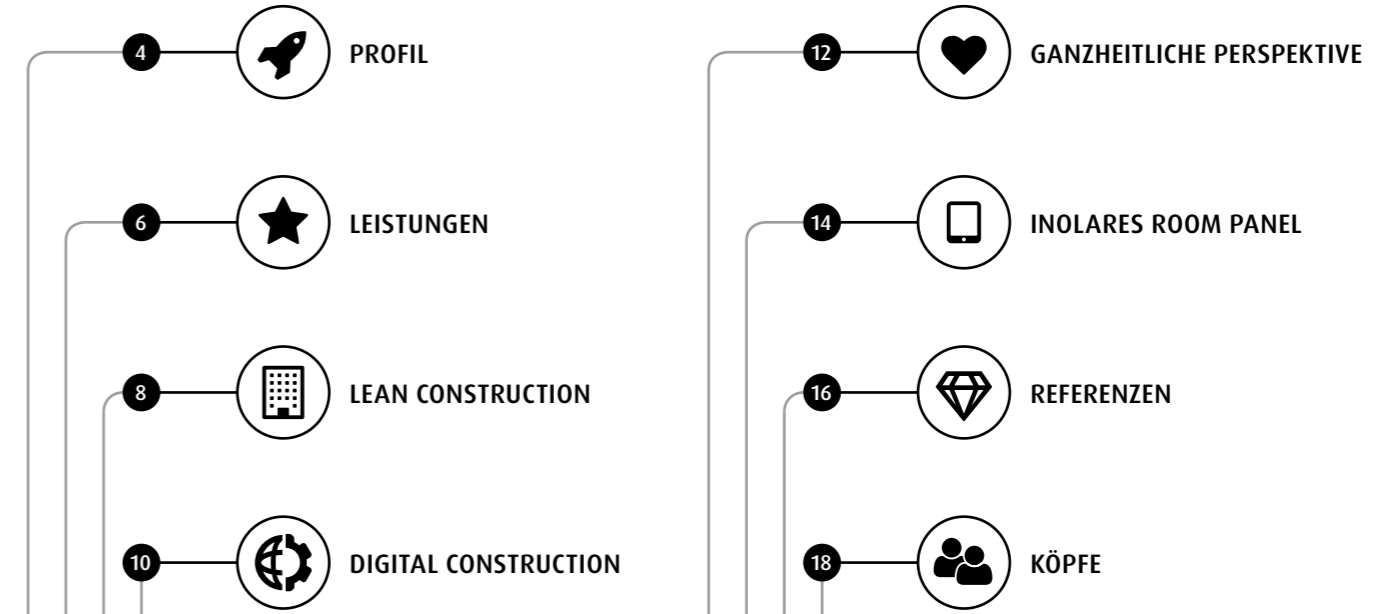 4 PROFIL
6 LEISTUNGEN
8 LEAN CONSTRUCTION
10 DIGITAL CONSTRUCTION
12 GANZHEITLICHE PERSPEKTIVE
14 INOLARES ROOM PANEL
16 REFERENZEN
18 KÖPFE